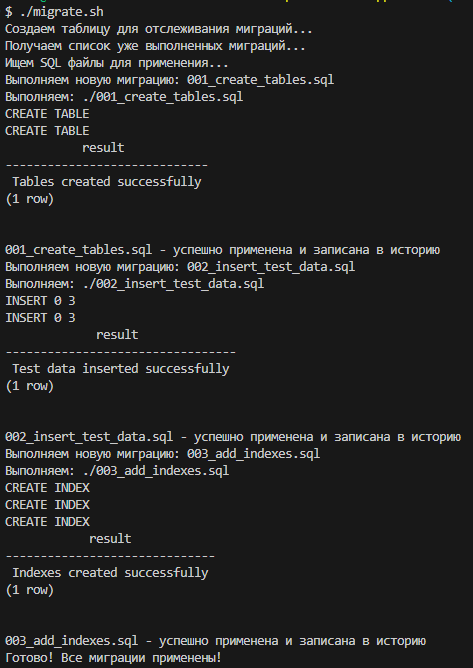 $ ./migrate.sh
Создаем таблицу для отслеживания миграций...
Получаем список уже выполненных миграций...
Ищем SQL файлы для применения...
Выполняем новую миграцию: 001_create_tables.sql
Выполняем: ./001_create_tables.sql
CREATE TABLE
CREATE TABLE
result
-----------------------------
Tables created successfully
(1 row)
001_create_tables.sql - успешно применена и записана в историю
Выполняем новую миграцию: 002_insert_test_data.sql
Выполняем: ./002_insert_test_data.sql
INSERT 0 3
INSERT 0 3
result
---------------------------------
Test data inserted successfully
(1 row)
002_insert_test_data.sql - успешно применена и записана в историю
Выполняем новую миграцию: 003_add_indexes.sql
Выполняем: ./003_add_indexes.sql
CREATE INDEX
CREATE INDEX
CREATE INDEX
result
------------------------------
Indexes created successfully
(1 row)
003_add_indexes.sql - успешно применена и записана в историю
Готово! Все миграции применены!